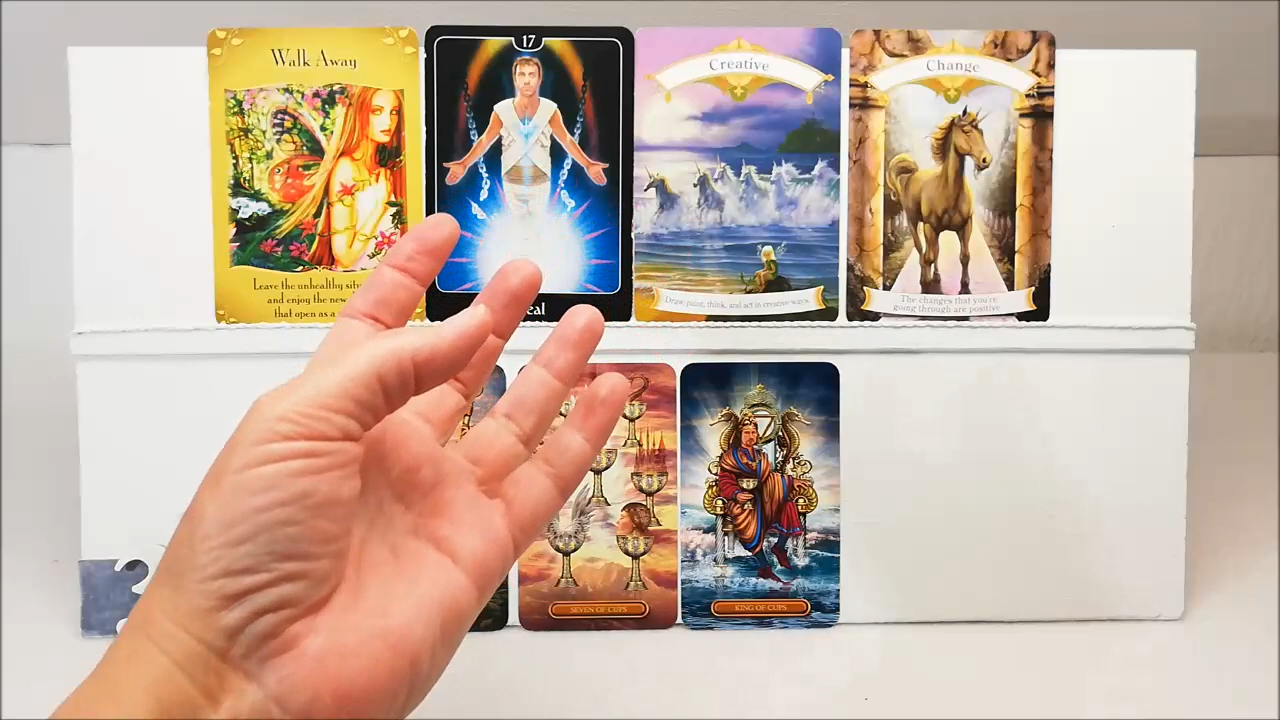 Walk Away
Leave the unhealthy
and enjoy the new
that open as a
17
Creative
Draw, paint, think, and act in creative ways.
Change
The changes that you're
going through are positive
SEVEN OF CUPS
KING OF CUPS